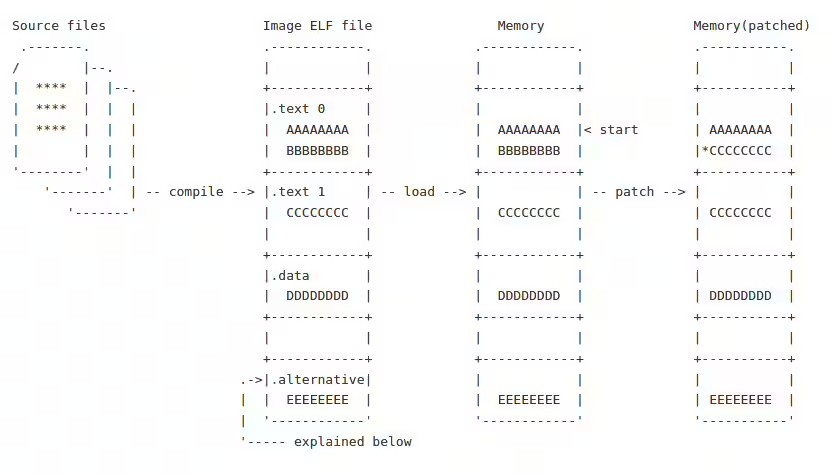 Source files                    Image ELF file                Memory                   Memory(patched)
 .-------.                      .------------.             .------------.              .-----------.
/        |--.                   |            |             |            |              |           |
|  ****  |  |--.                +------------+             +------------+              +-----------+
|  ****  |  |  |                |.text 0     |             |            |              |           |
|  ****  |  |  |                |  AAAAAAAA  |             |  AAAAAAAA  |< start       | AAAAAAAA  |
|        |  |  |                |  BBBBBBBB  |             |  BBBBBBBB  |              |*CCCCCCCC  |
'--------'  |  |                +------------+             +------------+              +-----------+
    '-------'  | -- compile --> |.text 1     | -- load --> |            | -- patch --> |           |
       '-------'                |  CCCCCCCC  |             |  CCCCCCCC  |              | CCCCCCCC  |
                                |            |             |            |              |           |
                                +------------+             +------------+              +-----------+
                                |.data       |             |            |              |           |
                                |  DDDDDDDD  |             |  DDDDDDDD  |              | DDDDDDDD  |
                                +------------+             +------------+              +-----------+
                                |            |             |            |              |           |
                                +------------+             +------------+              +-----------+
                             .->|.alternative|             |            |              |           |
                             |  |  EEEEEEEE  |             |  EEEEEEEE  |              | EEEEEEEE  |
                             |  '------------'             '------------'              '-----------'
                             '----- explained below